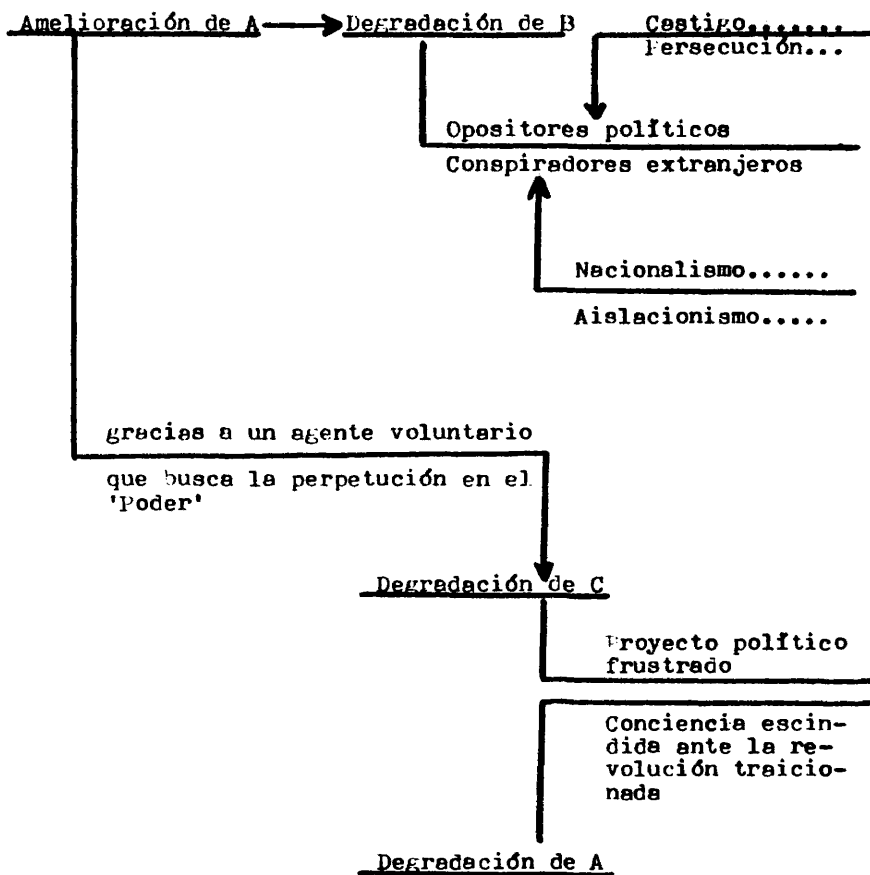 Amelioración de A Degradación de B Castigo.......
Persecución...
Opositores políticos
Conspiradores extranjeros
Nacionalismo......
Aislacionismo.....
gracias a un agente voluntario
que busca la perpetución en el
'Poder'
Degradación de C
Proyecto político
frustrado
Conciencia escin-
dida ante la re-
volución traicio-
nada
Degradación de A